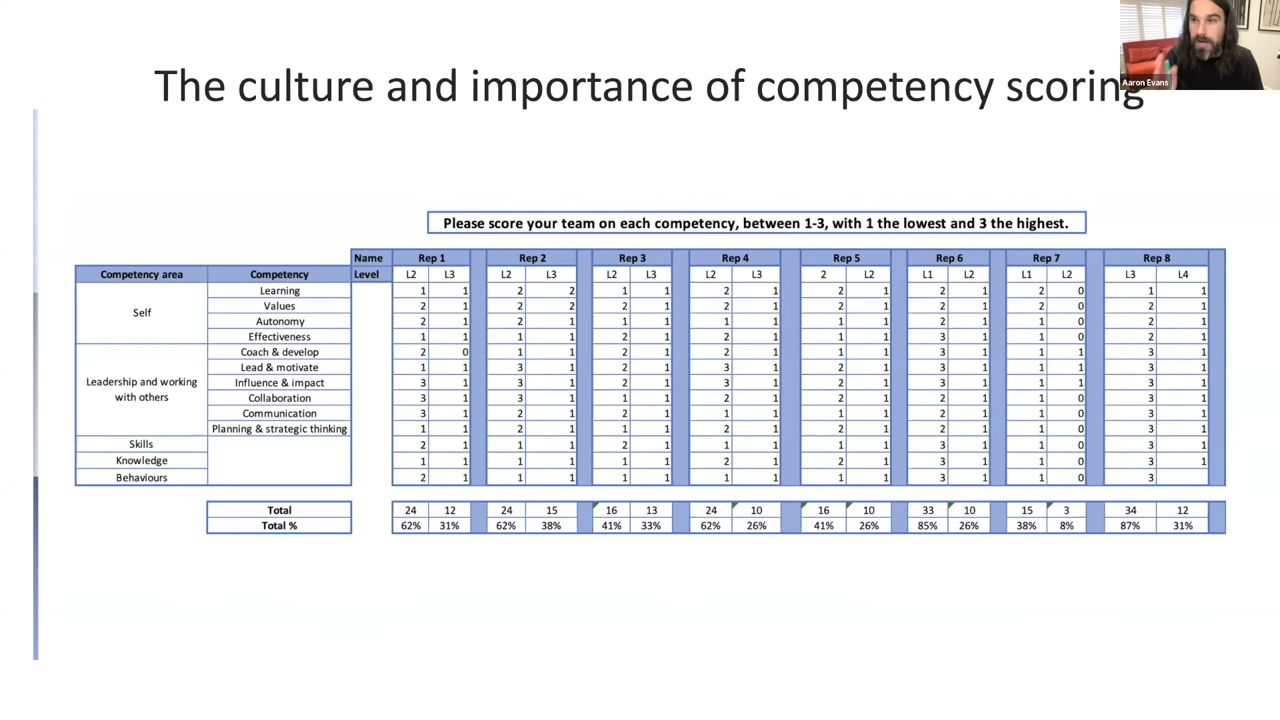 Aaron Evans
The culture and importance of competency scoring
Please score your team on each competency, between 1-3, with 1 the lowest and 3 the highest.
Name Rep 1 Rep 2 Rep 3 Rep 4 Rep 5 Rep 6 Rep 7 Rep 8
Competency area Competency Level L2 L3 L2 L3 L2 L3 L2 L3 2 L2 L1 L2 L1 L2 L3 L4
Learning 1 1 2 2 1 1 2 1 2 1 2 1 2 0 1 1
Self Values 2 1 2 2 2 1 2 1 2 1 2 1 2 0 2 1
Autonomy 2 1 2 1 1 1 1 1 1 1 2 1 1 0 2 1
Effectiveness 1 1 1 1 2 1 2 1 1 1 3 1 1 0 2 1
Coach & develop 2 0 1 1 2 1 2 1 1 1 3 1 1 1 3 1
Lead & motivate 1 1 3 1 2 1 3 1 2 1 3 1 1 1 3 1
Leadership and working with others Influence & impact 3 1 3 1 2 1 3 1 2 1 3 1 1 1 3 1
Collaboration 3 1 3 1 1 1 2 1 2 1 2 1 1 0 3 1
Communication 3 1 2 1 2 1 2 1 1 1 2 1 1 0 3 1
Planning & strategic thinking 1 1 2 1 1 1 2 1 2 1 2 1 1 0 3 1
Skills 2 1 1 1 2 1 1 1 1 1 3 1 1 0 3 1
Knowledge 1 1 1 1 1 1 2 1 2 1 3 1 1 0 3 1
Behaviours 2 1 1 1 1 1 1 1 1 1 3 1 1 0 3
Total 24 12 24 15 16 13 24 10 16 10 33 10 15 3 34 12
Total % 62% 31% 62% 38% 41% 33% 62% 26% 41% 26% 85% 26% 38% 8% 87% 31%